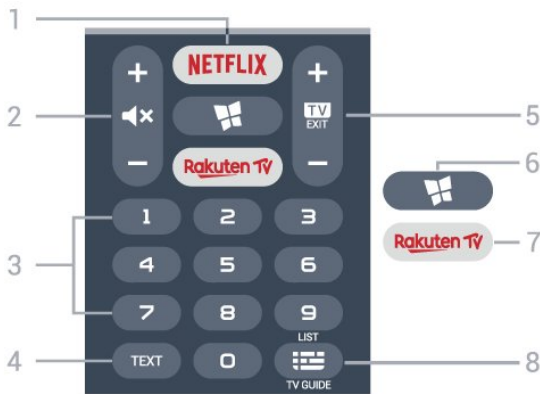 1
NETFLIX
+ +
2 TV 5
EXIT
6
- -
Rakuten TV
Rakuten TV 7
1 2 3
3
4 5 6
7 8 9
LIST
4 TEXT 0 8
TV GUIDE